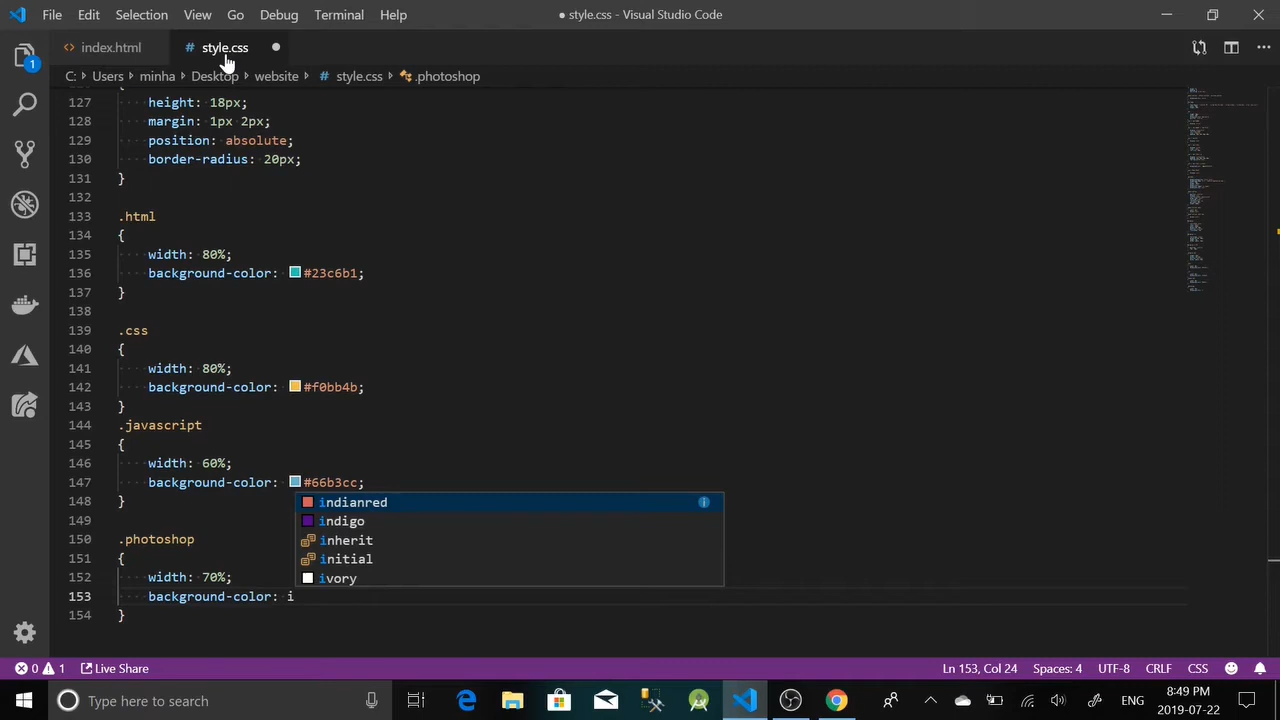 File Edit Selection View Go Debug Terminal Help ● style.css - Visual Studio Code
<> index.html # style.css ●
C: > Users > minha > Desktop > website > # style.css > .photoshop
1
127 height: 18px;
128 margin: 1px 2px;
129 position: absolute;
130 border-radius: 20px;
131 }
132
133 .html
134 {
135 width: 80%;
136 background-color: #23c6b1;
137 }
138
139 .css
140 {
141 width: 80%;
142 background-color: #f0bb4b;
143 }
144 .javascript
145 {
146 width: 60%;
147 background-color: #66b3cc;
148 }
149
150 .photoshop
151 {
152 width: 70%;
153 background-color: i
154 }
indianred
indigo
inherit
initial
ivory
0 1 Live Share Ln 153, Col 24 Spaces: 4 UTF-8 CRLF CSS
Type here to search ENG
:49 PM
2019-07-22